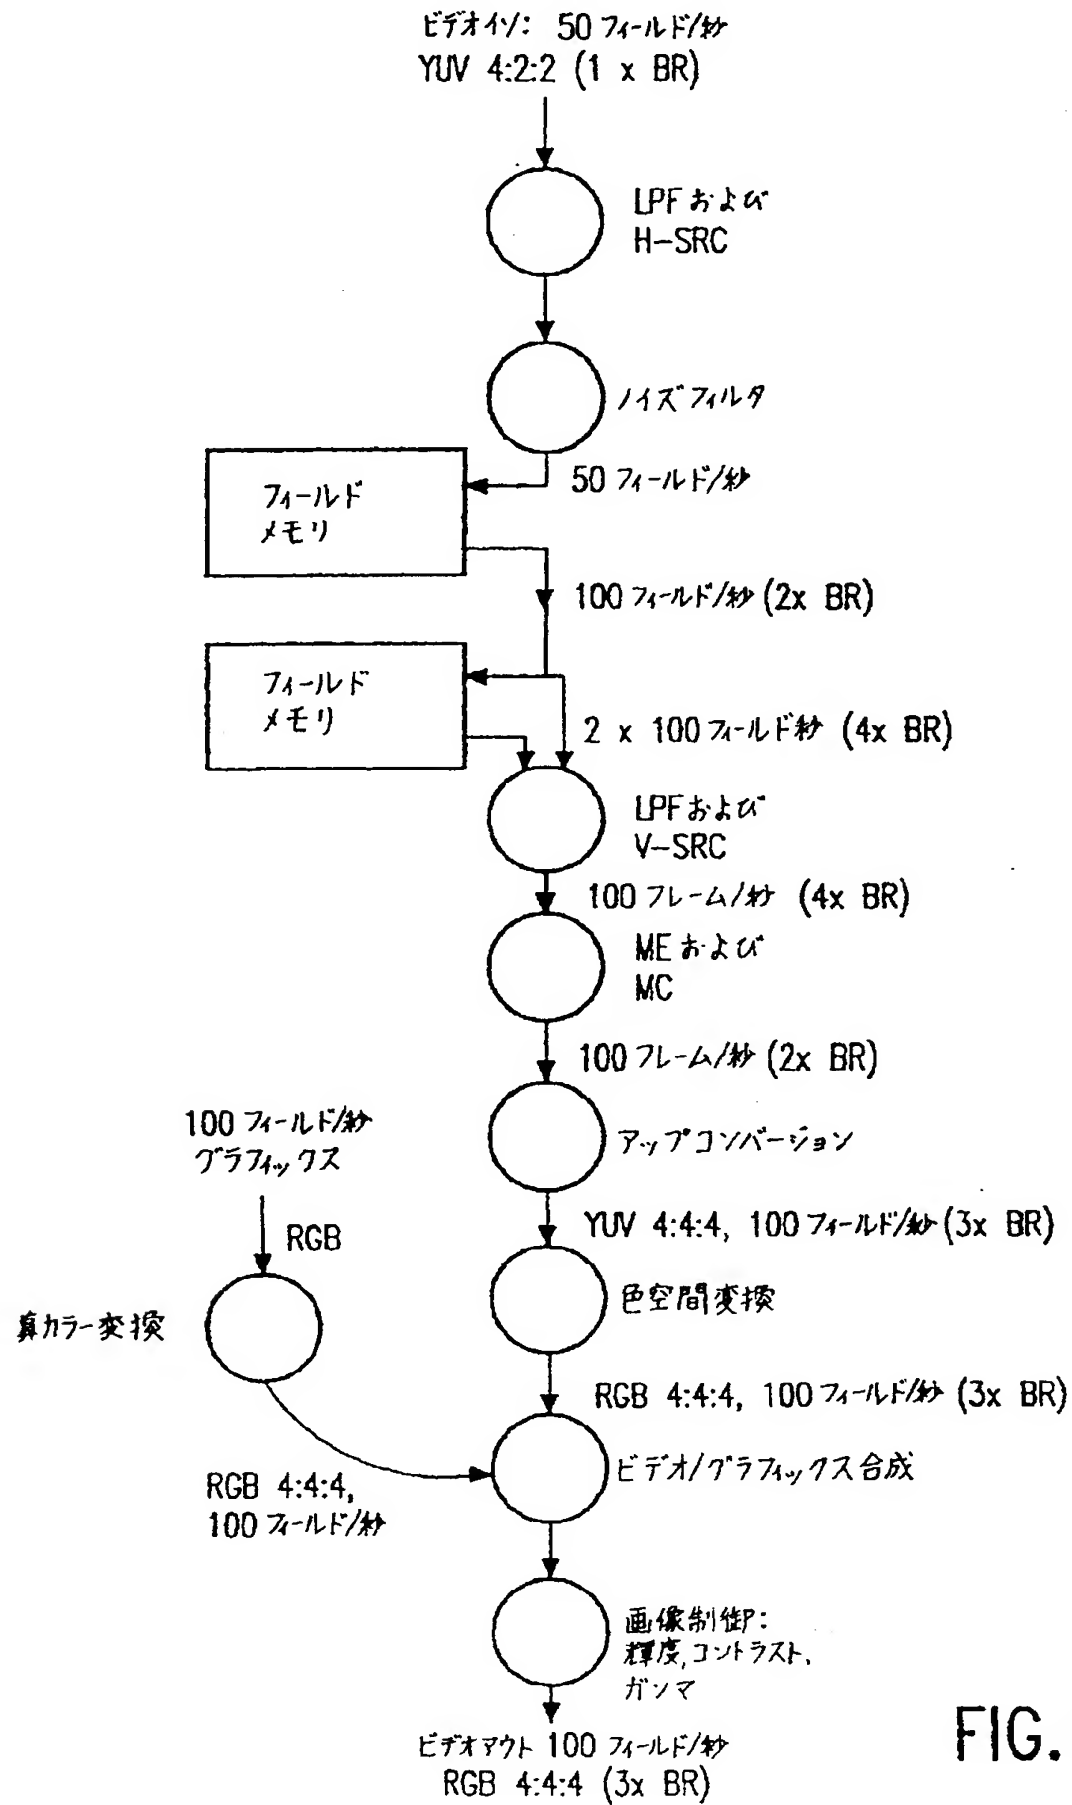 ビデオイン: 50 フィールド/秒
YUV 4:2:2 (1 x BR)
LPF および
H-SRC
ノイズフィルタ
フィールド
メモリ
50 フィールド/秒
100 フィールド/秒 (2x BR)
フィールド
メモリ
2 x 100 フィールド秒 (4x BR)
LPF および
V-SRC
100 フレーム/秒 (4x BR)
ME および
MC
100 フレーム/秒 (2x BR)
100 フィールド/秒
グラフィックス
アップコンバージョン
RGB
YUV 4:4:4, 100 フィールド/秒 (3x BR)
色空間変換
カラー変換
RGB 4:4:4, 100 フィールド/秒 (3x BR)
ビデオ/グラフィックス合成
RGB 4:4:4,
100 フィールド/秒
画像制御:
輝度, コントラスト,
ガンマ
ビデオアウト 100 フィールド/秒
RGB 4:4:4 (3x BR)
FIG.